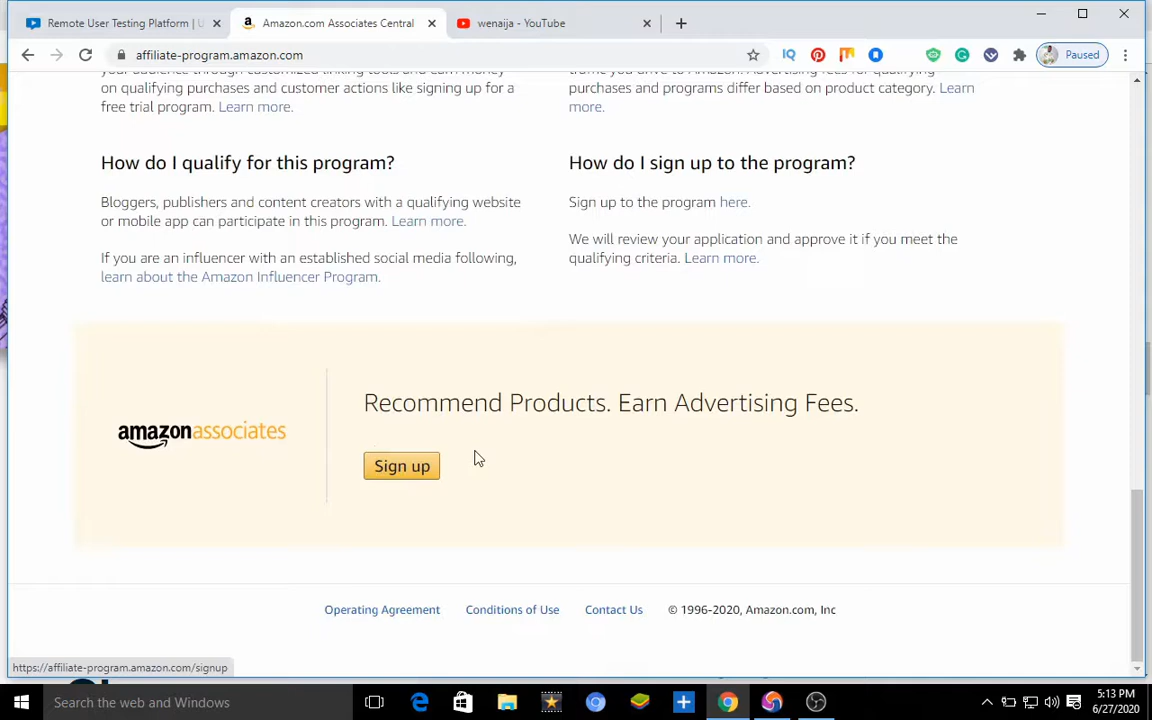 Remote User Testing Platform | U
Amazon.com Associates Central
wenaija - YouTube
affiliate-program.amazon.com
Paused
your audience through customized linking tools and earn money
on qualifying purchases and customer actions like signing up for a
free trial program. Learn more.
traffic you drive to Amazon. Advertising fees for qualifying
purchases and programs differ based on product category. Learn
more.
How do I qualify for this program?
Bloggers, publishers and content creators with a qualifying website
or mobile app can participate in this program. Learn more.
If you are an influencer with an established social media following,
learn about the Amazon Influencer Program.
How do I sign up to the program?
Sign up to the program here.
We will review your application and approve it if you meet the
qualifying criteria. Learn more.
amazonassociates
Recommend Products. Earn Advertising Fees.
Sign up
Operating Agreement
Conditions of Use
Contact Us
© 1996-2020, Amazon.com, Inc
https://affiliate-program.amazon.com/signup
Search the web and Windows
5:13 PM
6/27/2020